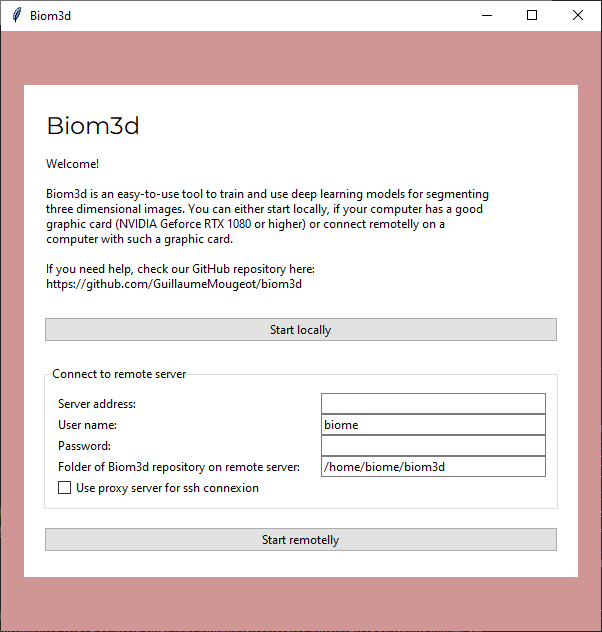 Biom3d
Biom3d
Welcome!
Biom3d is an easy-to-use tool to train and use deep learning models for segmenting
three dimensional images. You can either start locally, if your computer has a good
graphic card (NVIDIA Geforce RTX 1080 or higher) or connect remotelly on a
computer with such a graphic card.
If you need help, check our GitHub repository here:
https://github.com/GuillaumeMougeot/biom3d
Start locally
Connect to remote server
Server address:
User name: biome
Password:
Folder of Biom3d repository on remote server: /home/biome/biom3d
Use proxy server for ssh connexion
Start remotelly